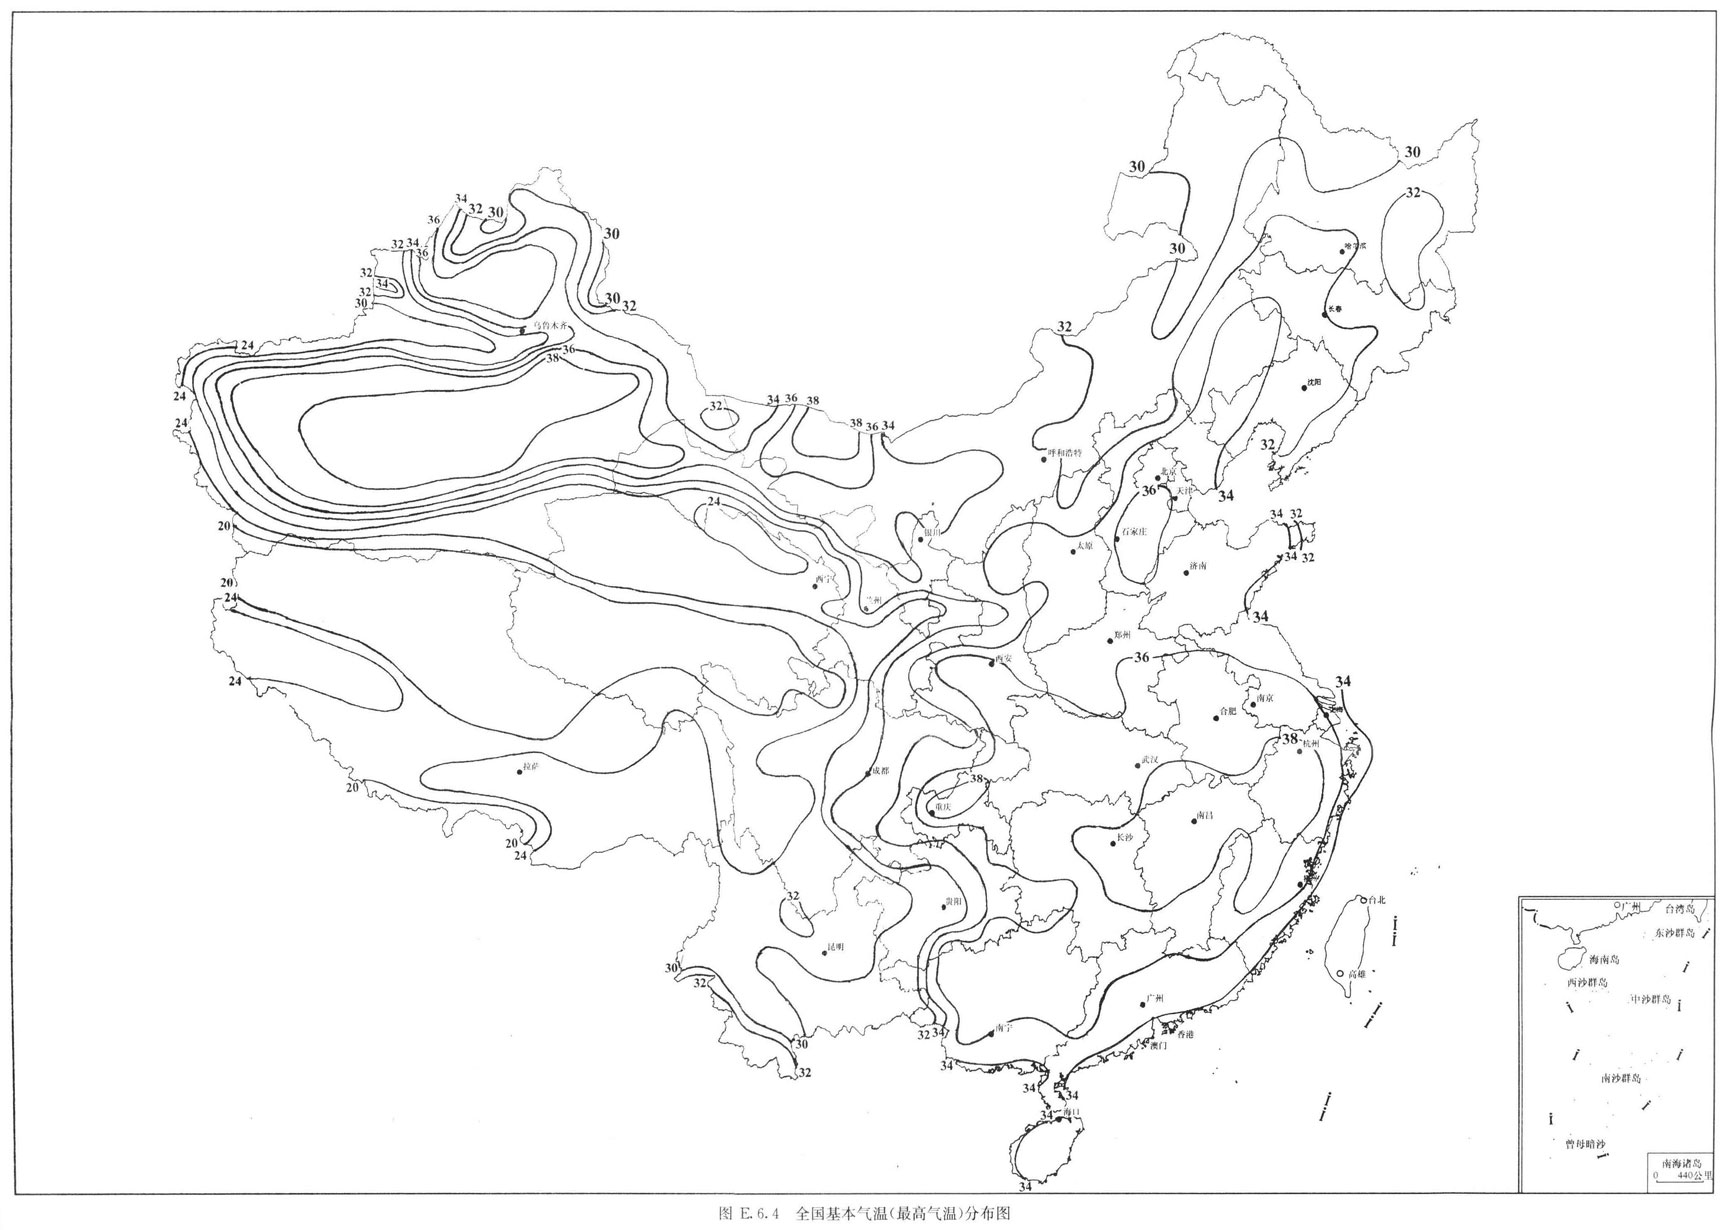 30
30
32
34
32
30
36
30
32
34
36
哈尔滨
30
32
34
32
30
30
32
长春
乌鲁木齐
32
24
36
38
沈阳
24
32
34
36
38
24
38
36
34
32
呼和浩特
北京
36
天津
34
24
34
32
20
银川
石家庄
太原
34
32
济南
西宁
20
24
兰州
34
郑州
36
西安
24
34
南京
合肥
上海
38
杭州
拉萨
成都
武汉
38
20
重庆
南昌
长沙
20
24
32
贵阳
台北
昆明
30
32
高雄
广州
南宁
32
34
香港
30
澳门
34
32
34
34
34
海口
34
广州
台湾岛
东沙群岛
海南岛
西沙群岛
中沙群岛
南沙群岛
曾母暗沙
南海诸岛
0 440公里
图 E.6.4 全国基本气温(最高气温)分布图